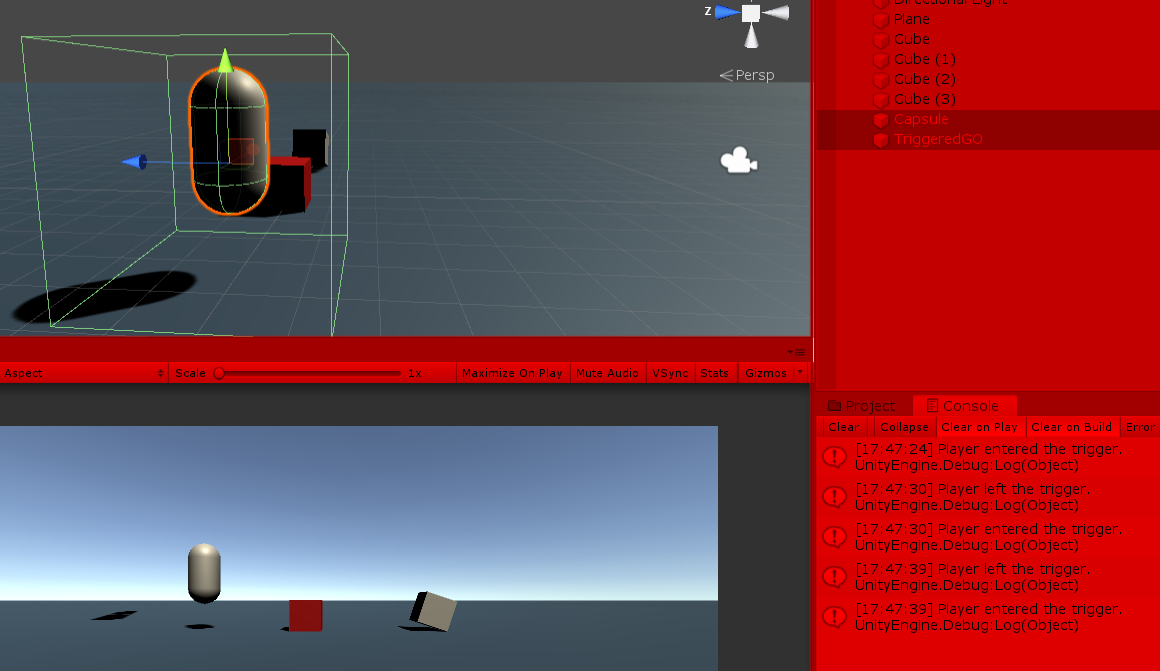 Z
Persp
Directional Light
Plane
Cube
Cube (1)
Cube (2)
Cube (3)
Capsule
TriggeredGO
Aspect
Scale
1x
Maximize On Play
Mute Audio
VSync
Stats
Gizmos
Project
Console
Clear
Collapse
Clear on Play
Clear on Build
Error
[17:47:24] Player entered the trigger.
UnityEngine.Debug:Log(Object)
[17:47:30] Player left the trigger.
UnityEngine.Debug:Log(Object)
[17:47:30] Player entered the trigger.
UnityEngine.Debug:Log(Object)
[17:47:39] Player left the trigger.
UnityEngine.Debug:Log(Object)
[17:47:39] Player entered the trigger.
UnityEngine.Debug:Log(Object)